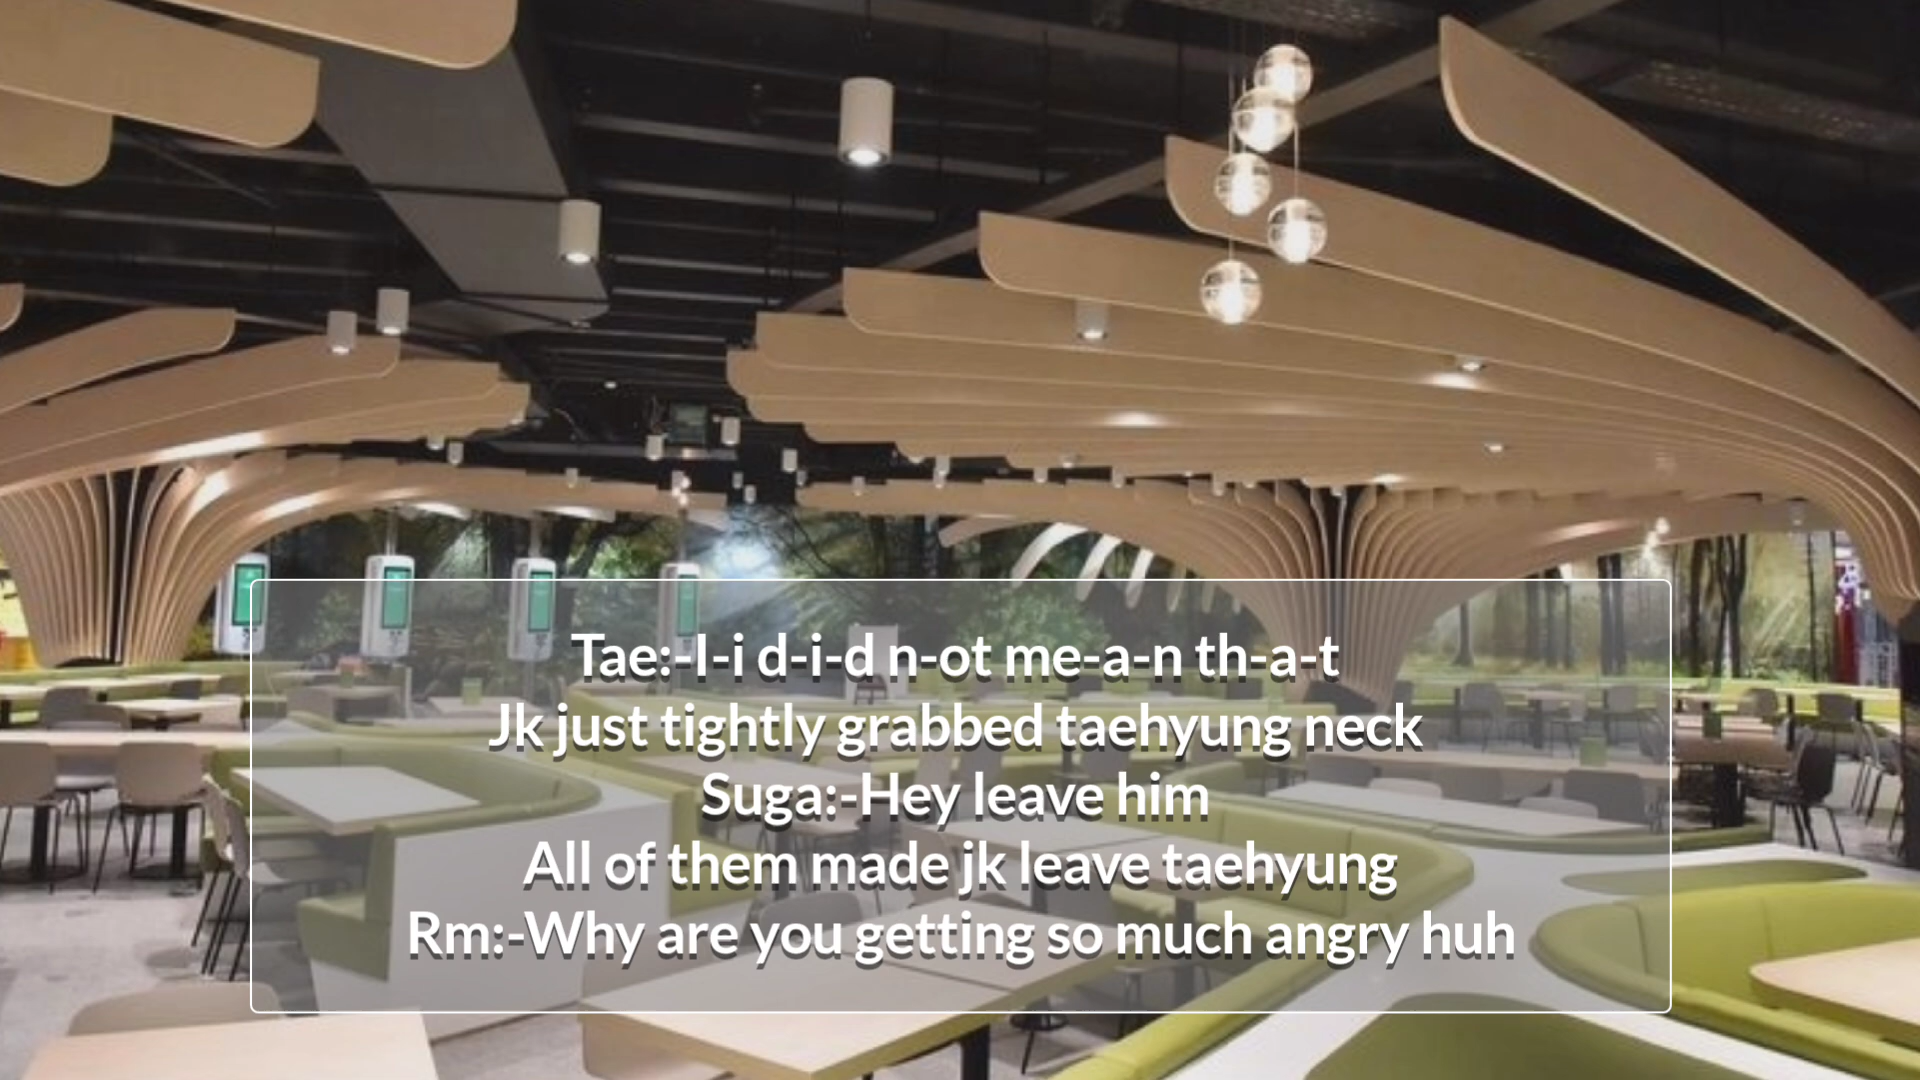 Tae:-I-i d-i-d n-ot me-a-n th-a-t
Jk just tightly grabbed taehyung neck
Suga:-Hey leave him
All of them made jk leave taehyung
Rm:-Why are you getting so much angry huh